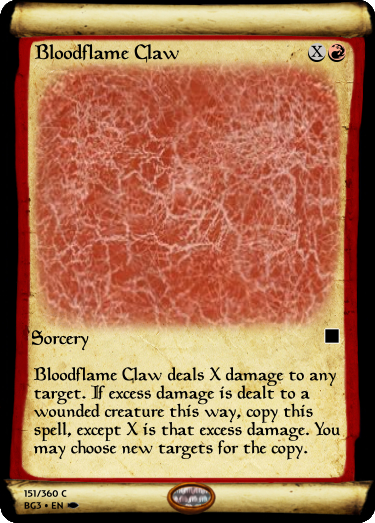 Bloodflame Claw X
Sorcery
Bloodflame Claw deals X damage to any
target. If excess damage is dealt to a
wounded creature this way, copy this
spell, except X is that excess damage. You
may choose new targets for the copy.
151/360 C
BG3 • EN